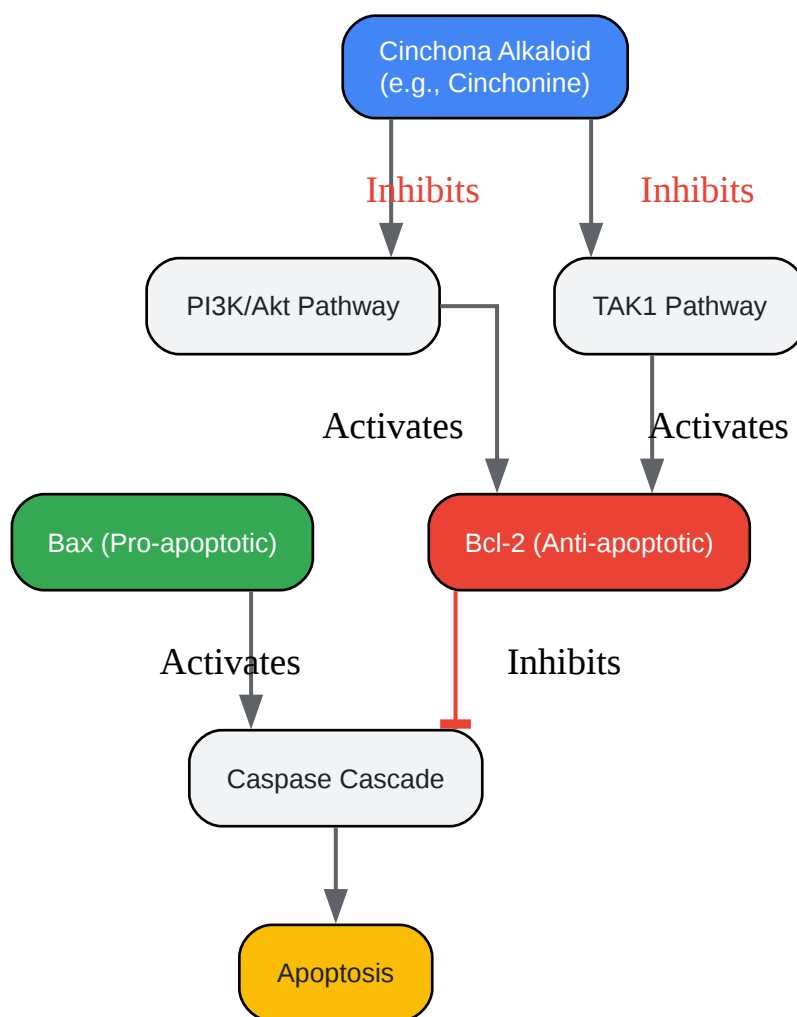 Cinchona Alkaloid
(e.g., Cinchonine)
Inhibits
Inhibits
PI3K/Akt Pathway
TAK1 Pathway
Activates
Activates
Bax (Pro-apoptotic)
Bcl-2 (Anti-apoptotic)
Activates
Inhibits
Caspase Cascade
Apoptosis